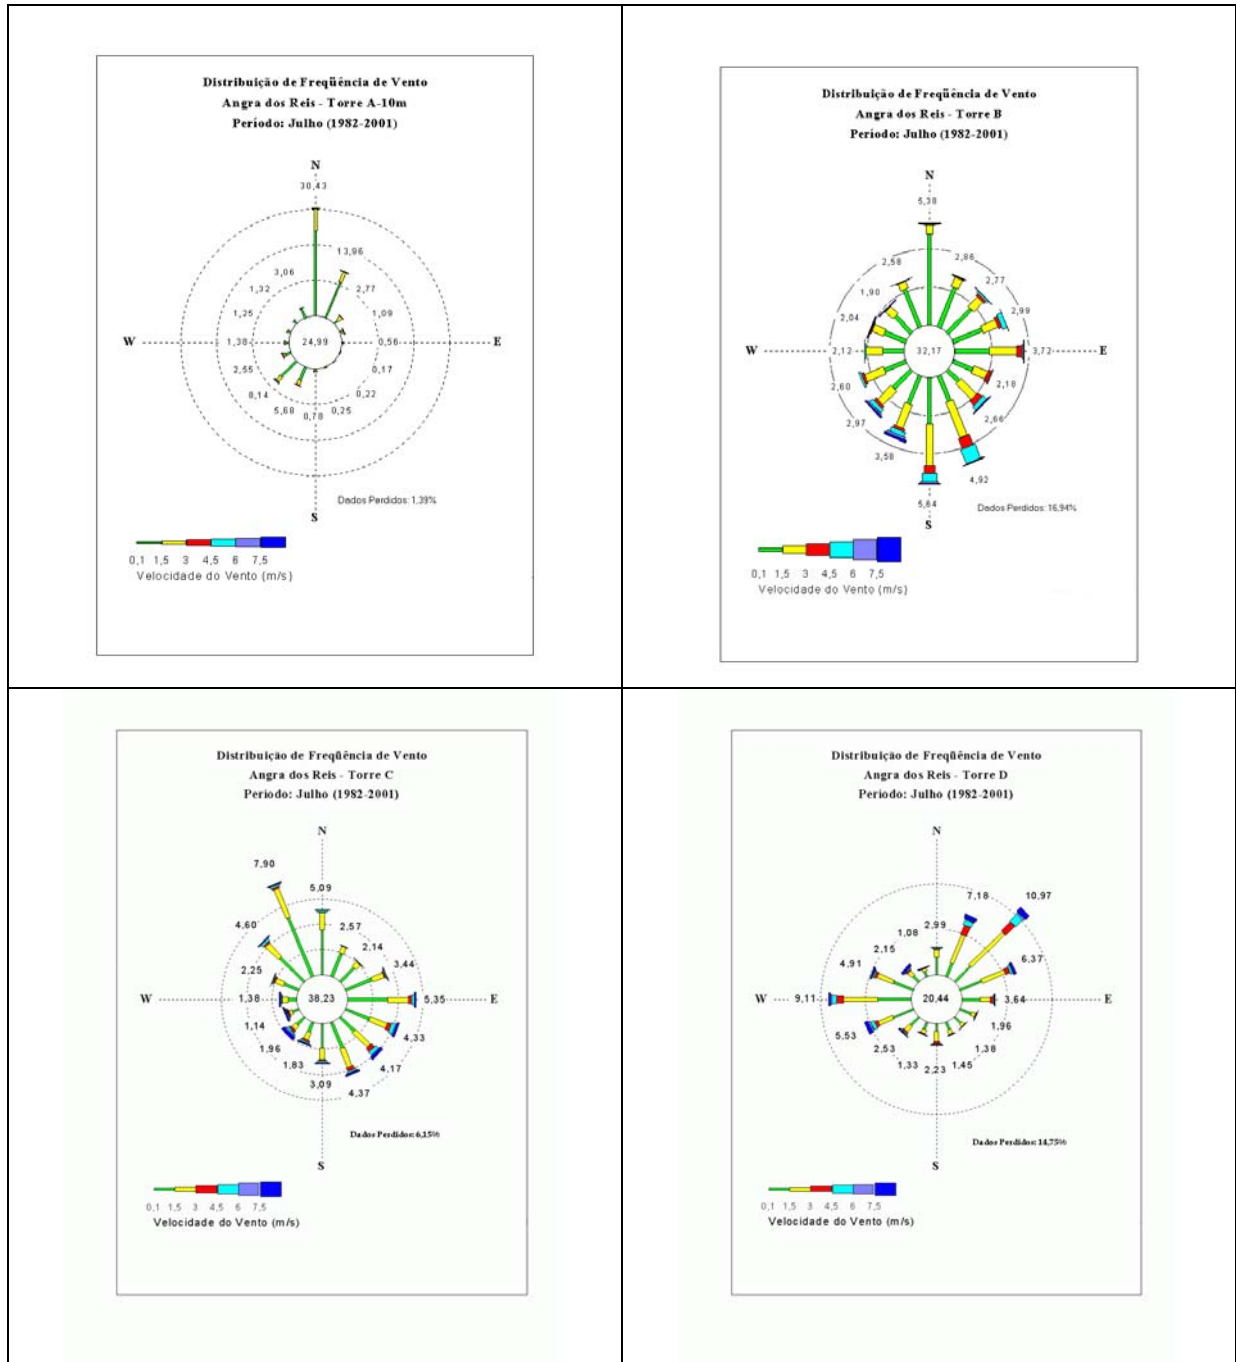 Distribuição de Freqüência de Vento
Angra dos Reis - Torre A-10m
Período: Julho (1982-2001)
N
30,43
13,96
3,06
2,77
1,32
1,25
1,09
W
1,38
24,99
0,56
E
2,55
0,17
8,14
0,22
5,68
0,78
0,25
Dados Perdidos: 1,39%
S
0,1 1,5 3 4,5 6 7,5
Velocidade do Vento (m/s)
Distribuição de Freqüência de Vento
Angra dos Reis - Torre B
Período: Julho (1982-2001)
N
5,38
2,58
2,86
2,77
1,90
2,99
2,04
W
2,12
32,17
3,72
E
2,60
2,18
2,97
2,66
3,58
4,92
5,84
Dados Perdidos: 16,94%
S
0,1 1,5 3 4,5 6 7,5
Velocidade do Vento (m/s)
Distribuição de Freqüência de Vento
Angra dos Reis - Torre C
Período: Julho (1982-2001)
N
7,90
5,09
4,60
2,57
2,14
2,25
3,44
W
1,38
38,23
5,35
E
1,14
4,33
1,96
1,83
4,17
3,09
4,37
Dados Perdidos: 6,15%
S
0,1 1,5 3 4,5 6 7,5
Velocidade do Vento (m/s)
Distribuição de Freqüência de Vento
Angra dos Reis - Torre D
Período: Julho (1982-2001)
N
7,18
10,97
2,99
1,08
2,15
4,91
6,37
W
9,11
20,44
3,64
E
5,53
1,96
2,53
1,38
1,33
2,23
1,45
Dados Perdidos: 14,75%
S
0,1 1,5 3 4,5 6 7,5
Velocidade do Vento (m/s)